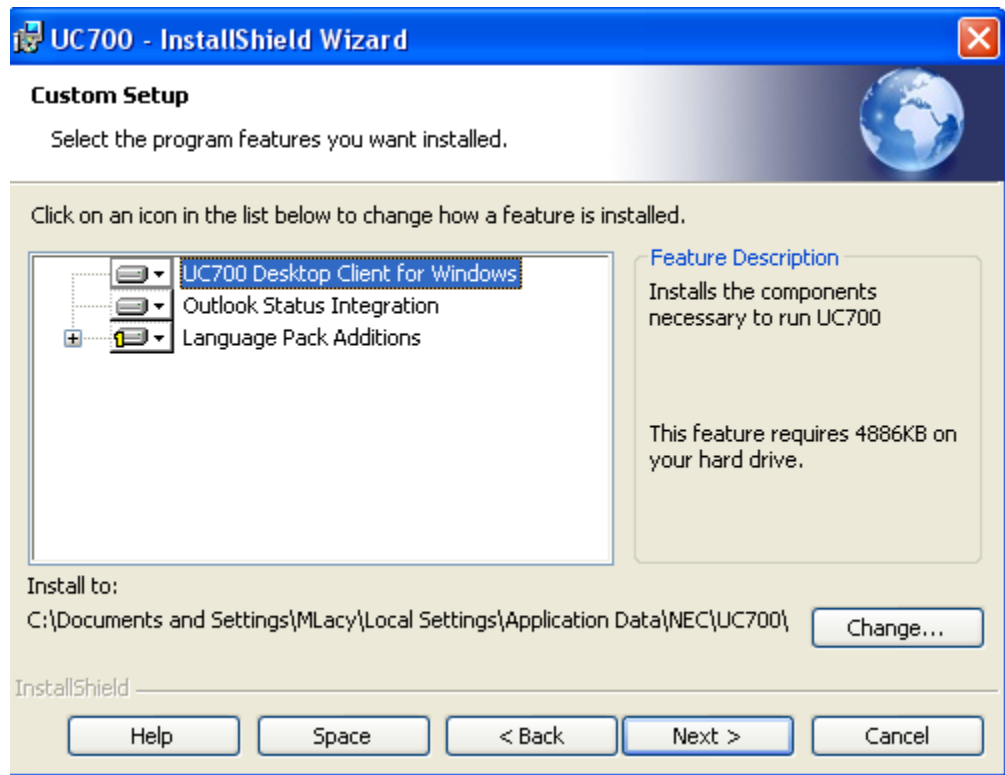 UC700 - InstallShield Wizard
Custom Setup
Select the program features you want installed.
Click on an icon in the list below to change how a feature is installed.
UC700 Desktop Client for Windows
Outlook Status Integration
Language Pack Additions
Feature Description
Installs the components
necessary to run UC700
This feature requires 4886KB on
your hard drive.
Install to:
C:\Documents and Settings\MLacy\Local Settings\Application Data\NEC\UC700\
Change...
InstallShield
Help
Space
< Back
Next >
Cancel